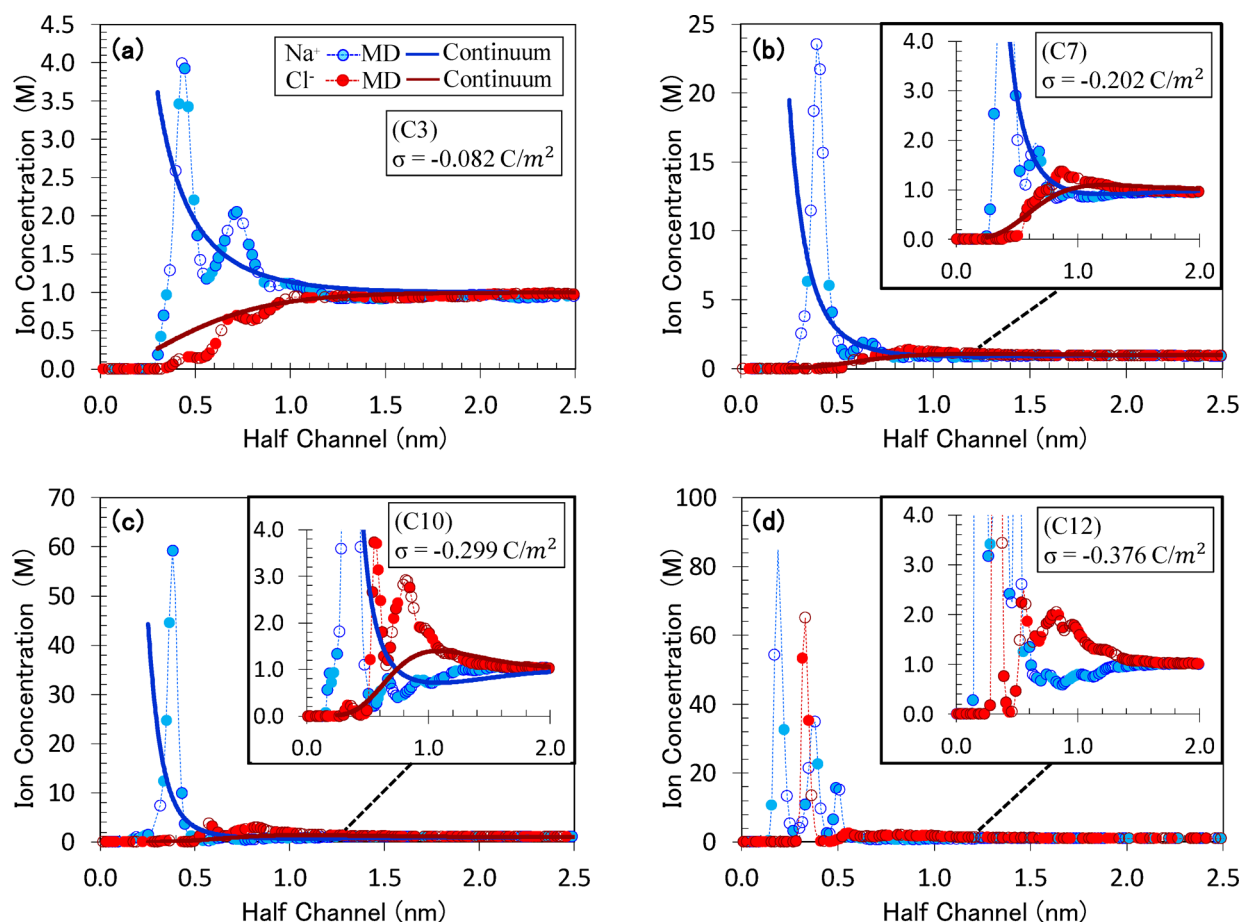 (a)
Na⁺ MD Continuum
Cl⁻ MD Continuum
(C3)
σ = -0.082 C/m²
4.5
4.0
3.5
3.0
2.5
2.0
1.5
1.0
0.5
0.0
Ion Concentration (M)
0.0 0.5 1.0 1.5 2.0 2.5
Half Channel (nm)
(b)
(C7)
σ = -0.202 C/m²
25
20
15
10
5
0
Ion Concentration (M)
4.0
3.0
2.0
1.0
0.0
0.0 1.0 2.0
0.0 0.5 1.0 1.5 2.0 2.5
Half Channel (nm)
(c)
(C10)
σ = -0.299 C/m²
70
60
50
40
30
20
10
0
Ion Concentration (M)
4.0
3.0
2.0
1.0
0.0
0.0 1.0 2.0
0.0 0.5 1.0 1.5 2.0 2.5
Half Channel (nm)
(d)
(C12)
σ = -0.376 C/m²
100
80
60
40
20
0
Ion Concentration (M)
4.0
3.0
2.0
1.0
0.0
0.0 1.0 2.0
0.0 0.5 1.0 1.5 2.0 2.5
Half Channel (nm)